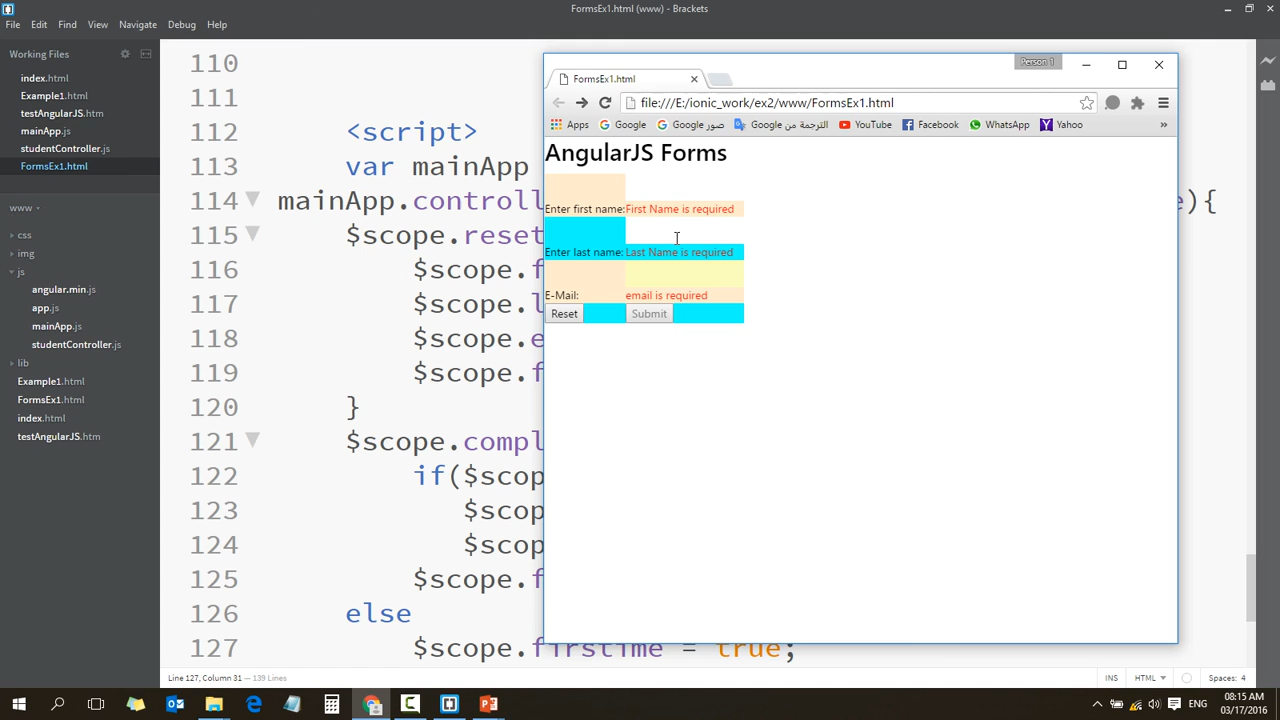 FormsEx1.html (www) - Brackets
File Edit Find View Navigate Debug Help
Working Files
index.html
Example1.html
testAngularJS.htm
mainApp.js
studentController.js
FormsEx1.html
www
css
img
js
angular.min.js
app.js
mainApp.js
studentController.js
lib
Example1.html
FormsEx1.html
index.html
testAngularJS.htm
110
111
112 <script>
113 var mainApp
114 mainApp.controll e){
115 $scope.reset
116 $scope.f
117 $scope.l
118 $scope.e
119 $scope.f
120 }
121 $scope.compl
122 if($scop
123 $scop
124 $scop
125 $scope.f
126 else
127 $scope.firstime = true;
Person 1
FormsEx1.html
file:///E:/ionic_work/ex2/www/FormsEx1.html
Apps Google Google صور Google الترجمة من YouTube Facebook WhatsApp Yahoo »
AngularJS Forms
Enter first name: First Name is required
Enter last name: Last Name is required
E-Mail: email is required
Reset Submit
Line 127, Column 31 — 139 Lines
INS HTML Spaces: 4
ENG
08:15 AM
03/17/2016